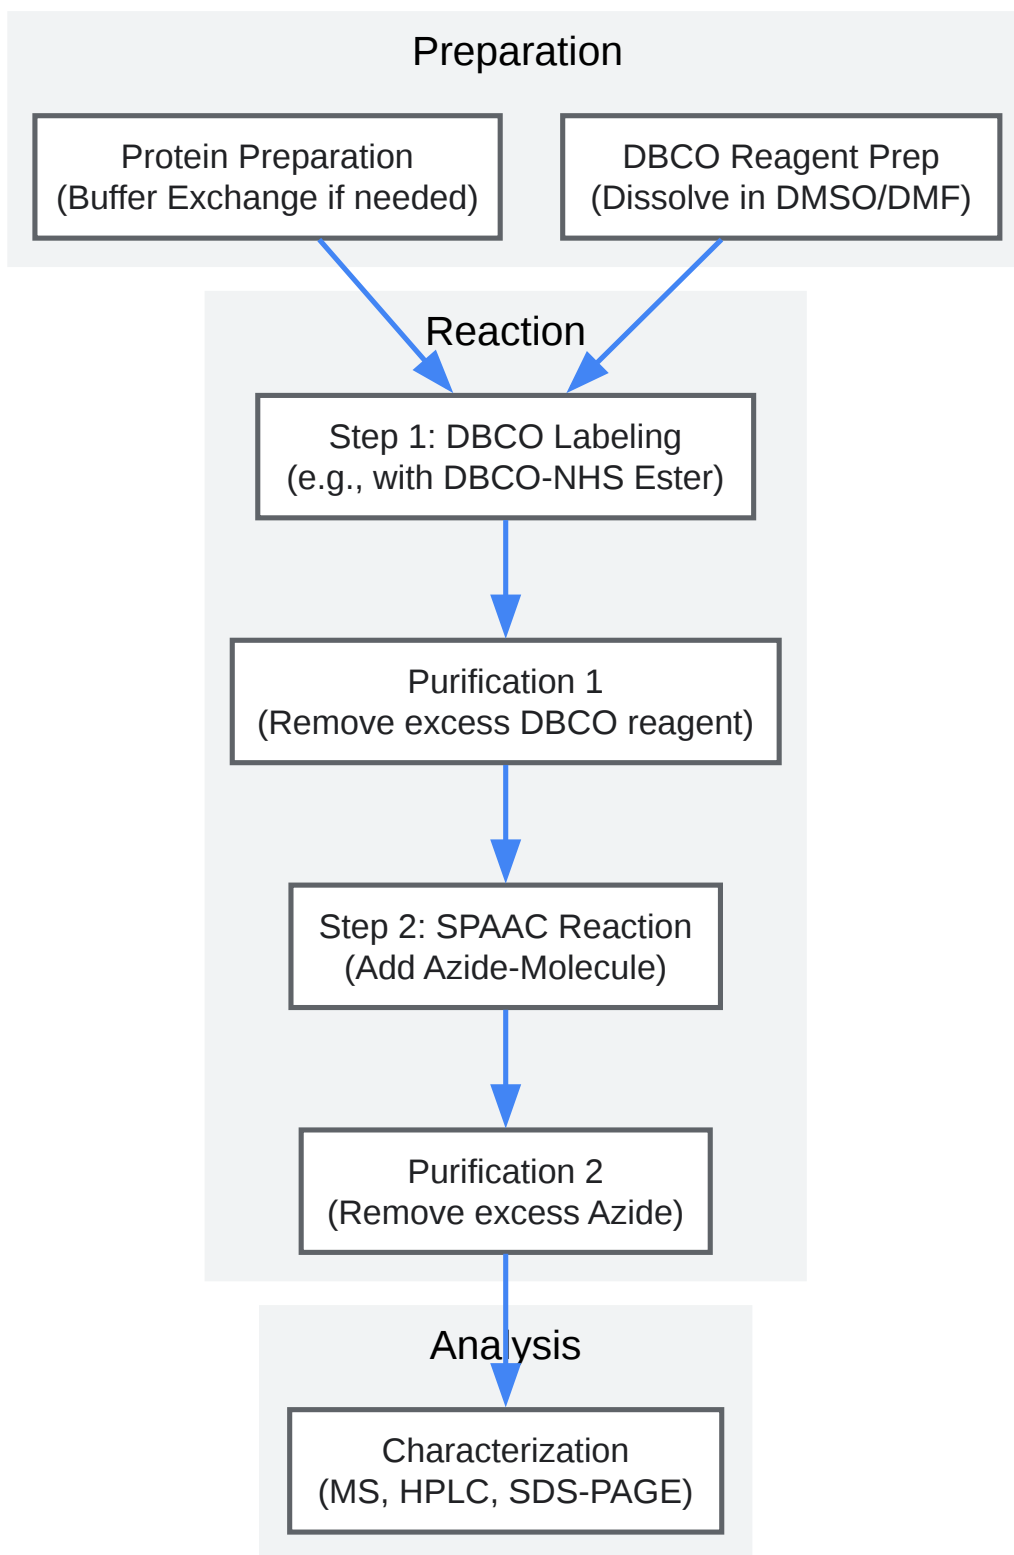 Preparation
Protein Preparation
(Buffer Exchange if needed)
DBCO Reagent Prep
(Dissolve in DMSO/DMF)
Reaction
Step 1: DBCO Labeling
(e.g., with DBCO-NHS Ester)
Purification 1
(Remove excess DBCO reagent)
Step 2: SPAAC Reaction
(Add Azide-Molecule)
Purification 2
(Remove excess Azide)
Analysis
Characterization
(MS, HPLC, SDS-PAGE)